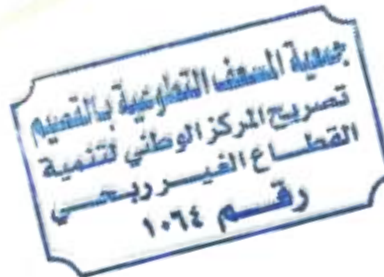 جمعية المسعف التطوعية بالقصيم
تصريح المركز الوطني لتنمية
القطاع الغير ربحي
رقم ١٠٦٤